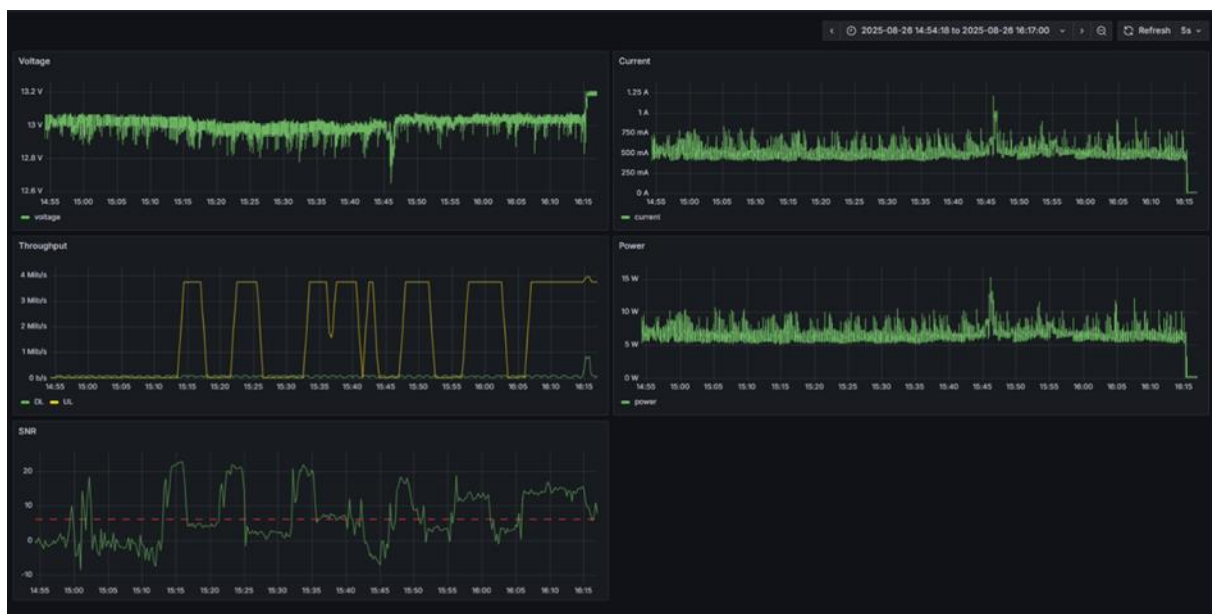 2025-08-26 14:54:18 to 2025-08-26 16:17:00 Refresh 5s
Voltage
13.2 V
13 V
12.8 V
12.6 V
14:55 15:00 15:05 15:10 15:15 15:20 15:25 15:30 15:35 15:40 15:45 15:50 15:55 16:00 16:05 16:10 16:15
voltage
Current
1.25 A
1 A
750 mA
500 mA
250 mA
0 A
14:55 15:00 15:05 15:10 15:15 15:20 15:25 15:30 15:35 15:40 15:45 15:50 15:55 16:00 16:05 16:10 16:15
current
Throughput
4 Mib/s
3 Mib/s
2 Mib/s
1 Mib/s
0 b/s
14:55 15:00 15:05 15:10 15:15 15:20 15:25 15:30 15:35 15:40 15:45 15:50 15:55 16:00 16:05 16:10 16:15
DL UL
Power
15 W
10 W
5 W
0 W
14:55 15:00 15:05 15:10 15:15 15:20 15:25 15:30 15:35 15:40 15:45 15:50 15:55 16:00 16:05 16:10 16:15
power
SNR
20
10
0
-10
14:55 15:00 15:05 15:10 15:15 15:20 15:25 15:30 15:35 15:40 15:45 15:50 15:55 16:00 16:05 16:10 16:15